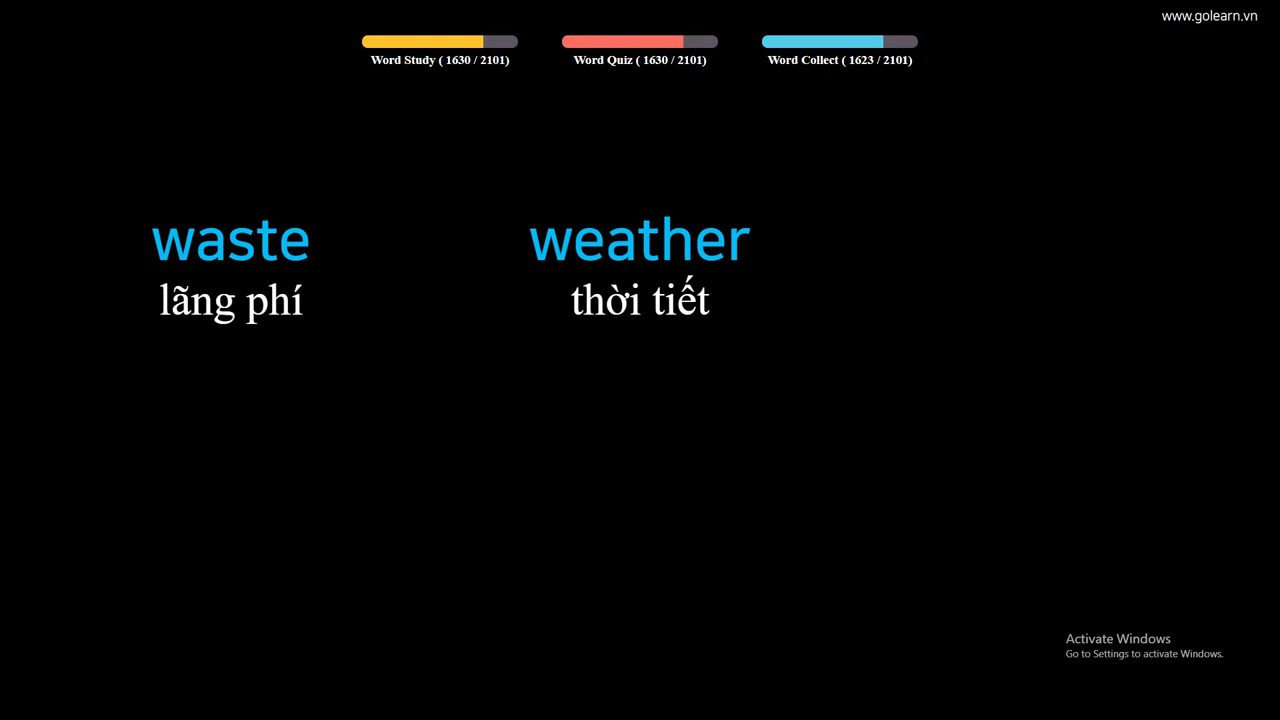 www.golearn.vn
Word Study ( 1630 / 2101)
Word Quiz ( 1630 / 2101)
Word Collect ( 1623 / 2101)
waste
lãng phí
weather
thời tiết
Activate Windows
Go to Settings to activate Windows.